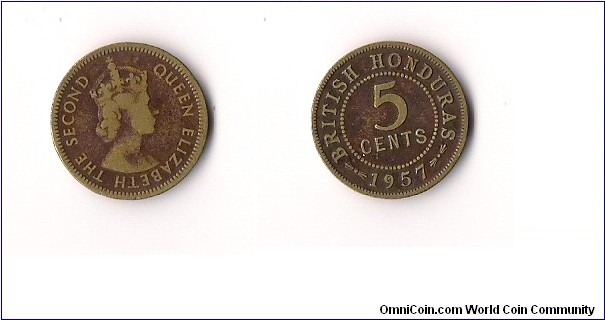 QUEEN ELIZABETH THE SECOND
BRITISH HONDURAS
5
CENTS
1957
OmniCoin.com World Coin Community